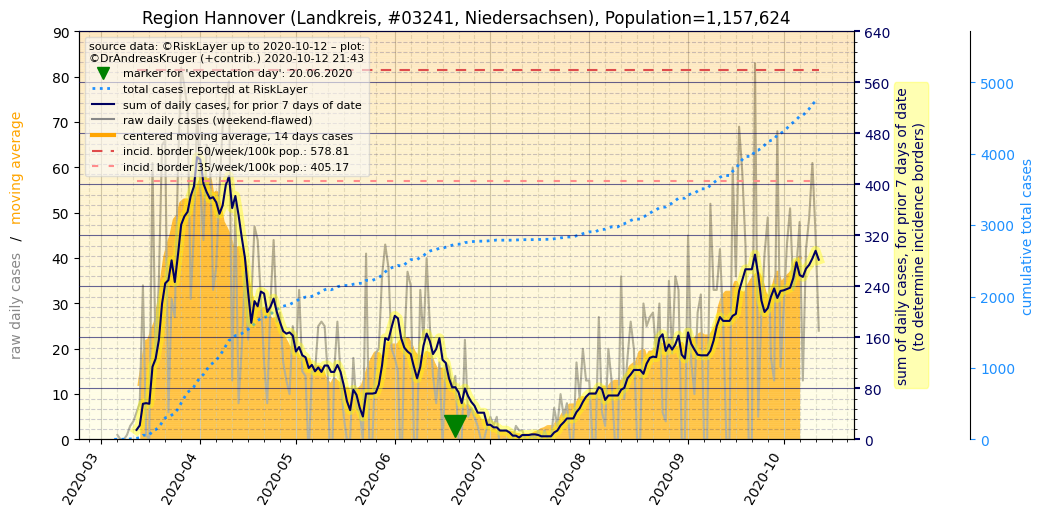 Region Hannover (Landkreis, #03241, Niedersachsen), Population=1,157,624
source data: ©RiskLayer up to 2020-10-12 – plot:
©DrAndreasKruger (+contrib.) 2020-10-12 21:43
marker for 'expectation day': 20.06.2020
total cases reported at RiskLayer
sum of daily cases, for prior 7 days of date
raw daily cases (weekend-flawed)
centered moving average, 14 days cases
incid. border 50/week/100k pop.: 578.81
incid. border 35/week/100k pop.: 405.17
raw daily cases / moving average
90
80
70
60
50
40
30
20
10
0
640
560
480
400
320
240
160
80
0
sum of daily cases, for prior 7 days of date
(to determine incidence borders)
5000
4000
3000
2000
1000
0
cumulative total cases
2020-03
2020-04
2020-05
2020-06
2020-07
2020-08
2020-09
2020-10